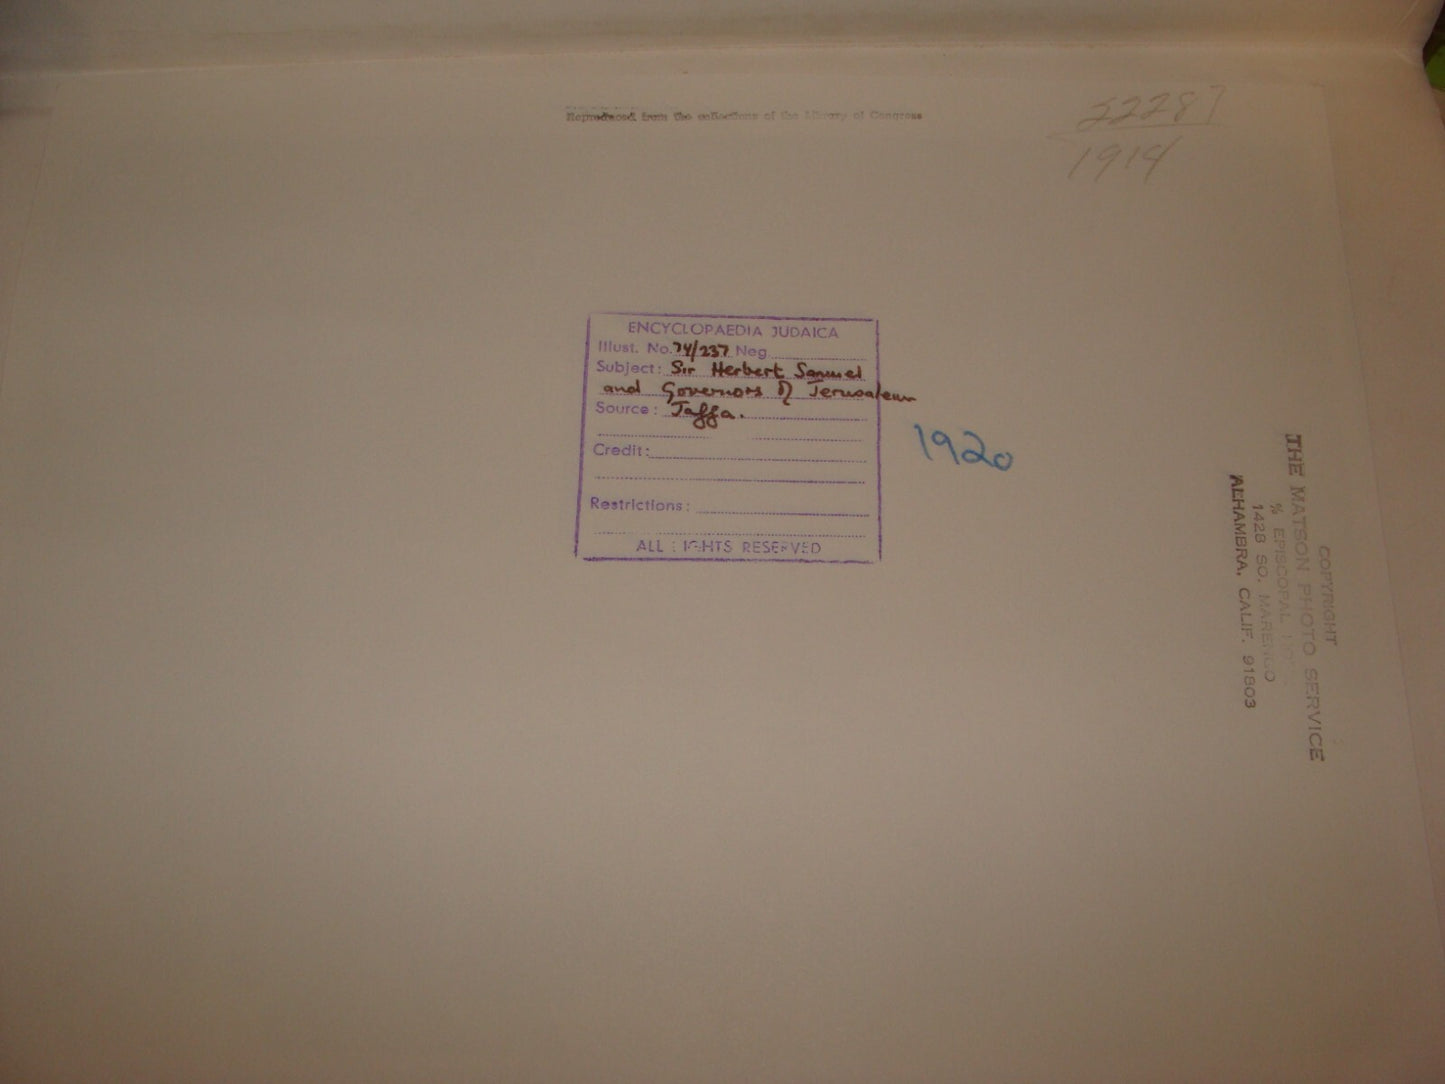 Reproduced from the collections of the Library of Congress
22287
1914
ENCYCLOPAEDIA JUDAICA
Illust. No. 74/237 Neg
Subject: Sir Herbert Samuel
and Governors of Jerusalem
Source: Jaffa.
Credit:
Restrictions:
ALL IGHTS RESERVED
1920
COPYRIGHT
THE MATSON PHOTO SERVICE
% EPISCOPAL
1428 SO. MARENGO
ALHAMBRA, CALIF. 91803